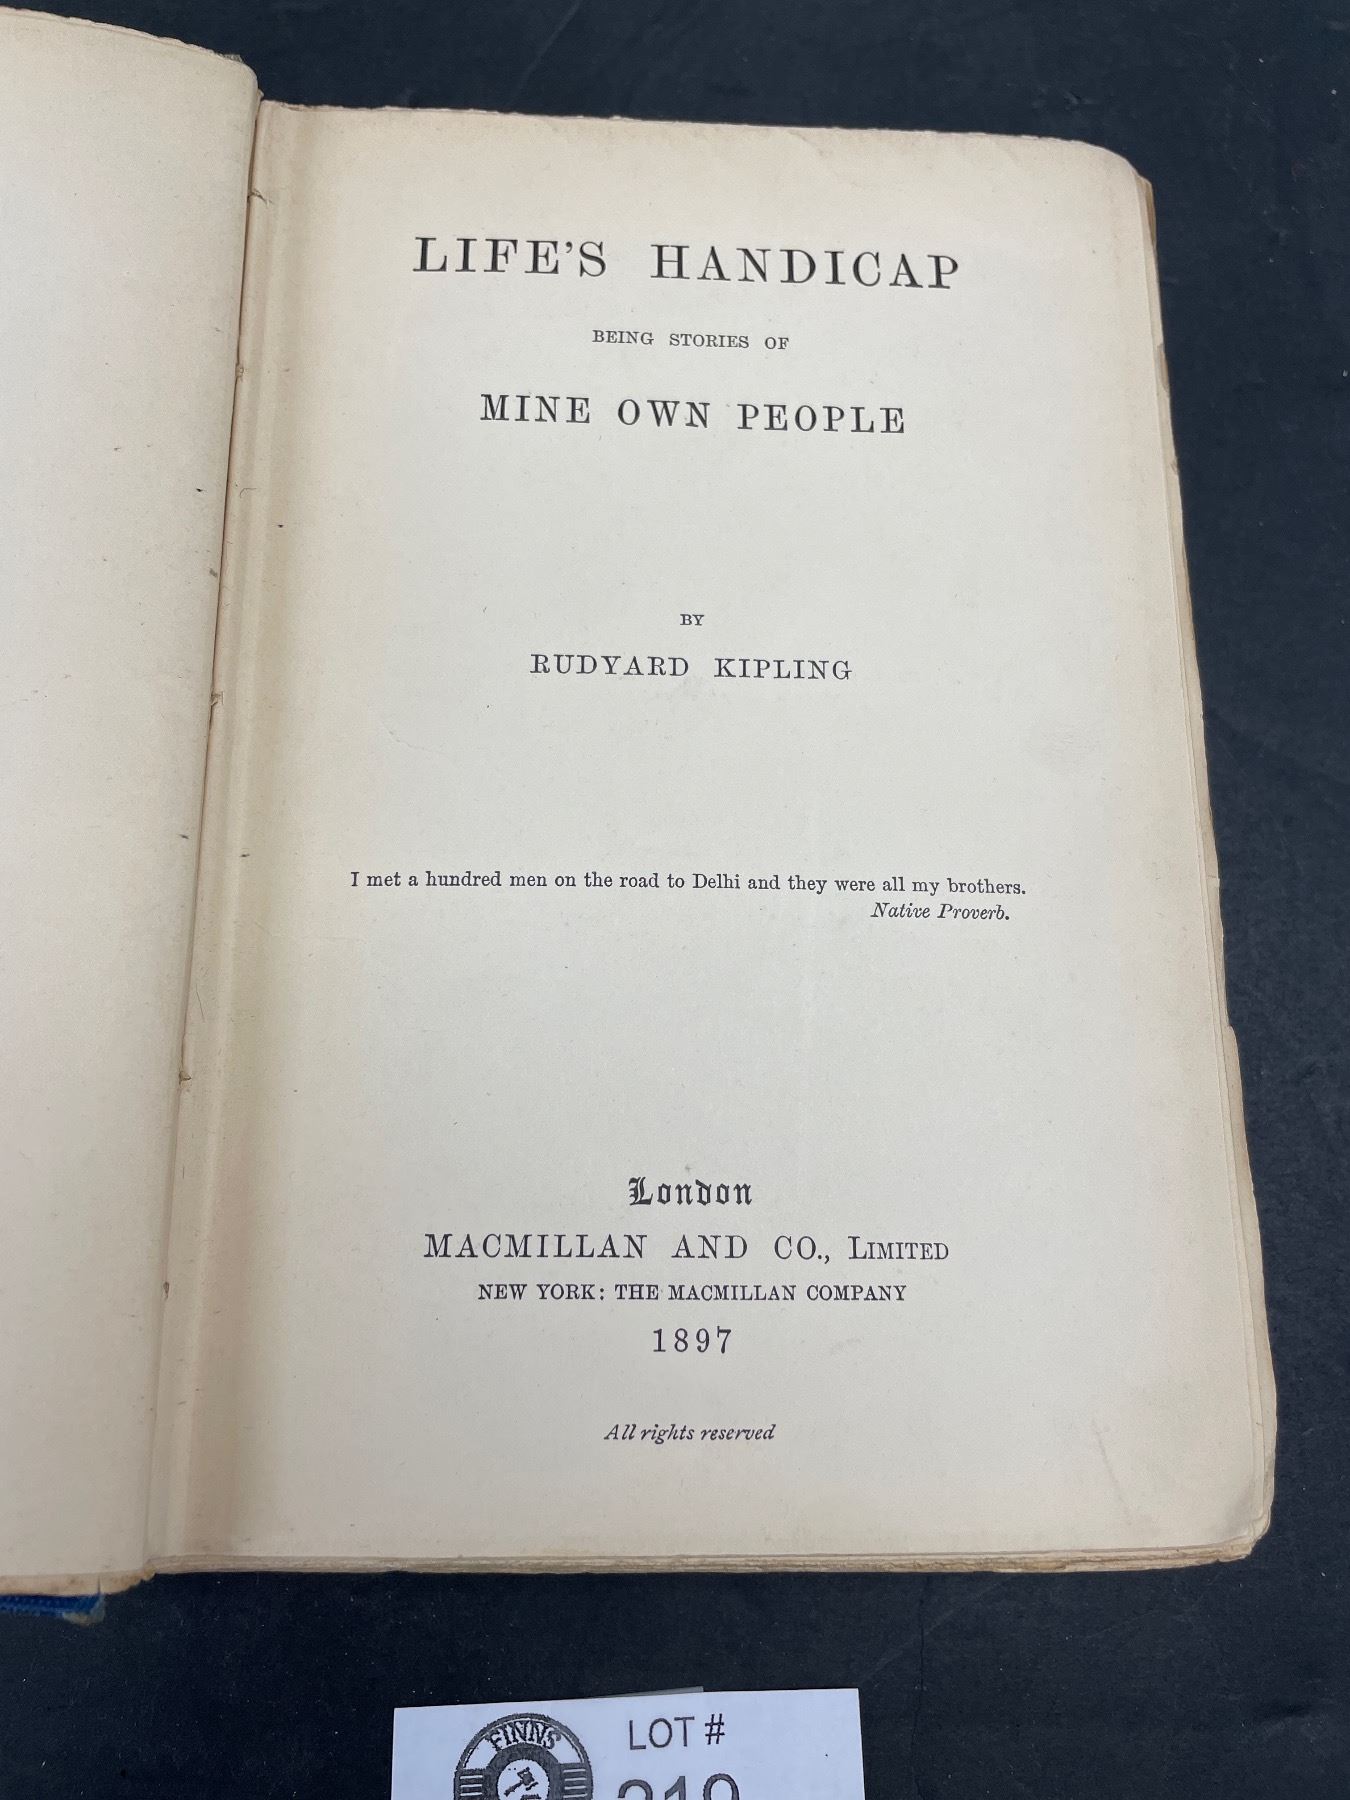 LIFE'S HANDICAP
BEING STORIES OF
MINE OWN PEOPLE
BY
RUDYARD KIPLING
I met a hundred men on the road to Delhi and they were all my brothers.
Native Proverb.
London
MACMILLAN AND CO., LIMITED
NEW YORK: THE MACMILLAN COMPANY
1897
All rights reserved
FINNS
LOT #